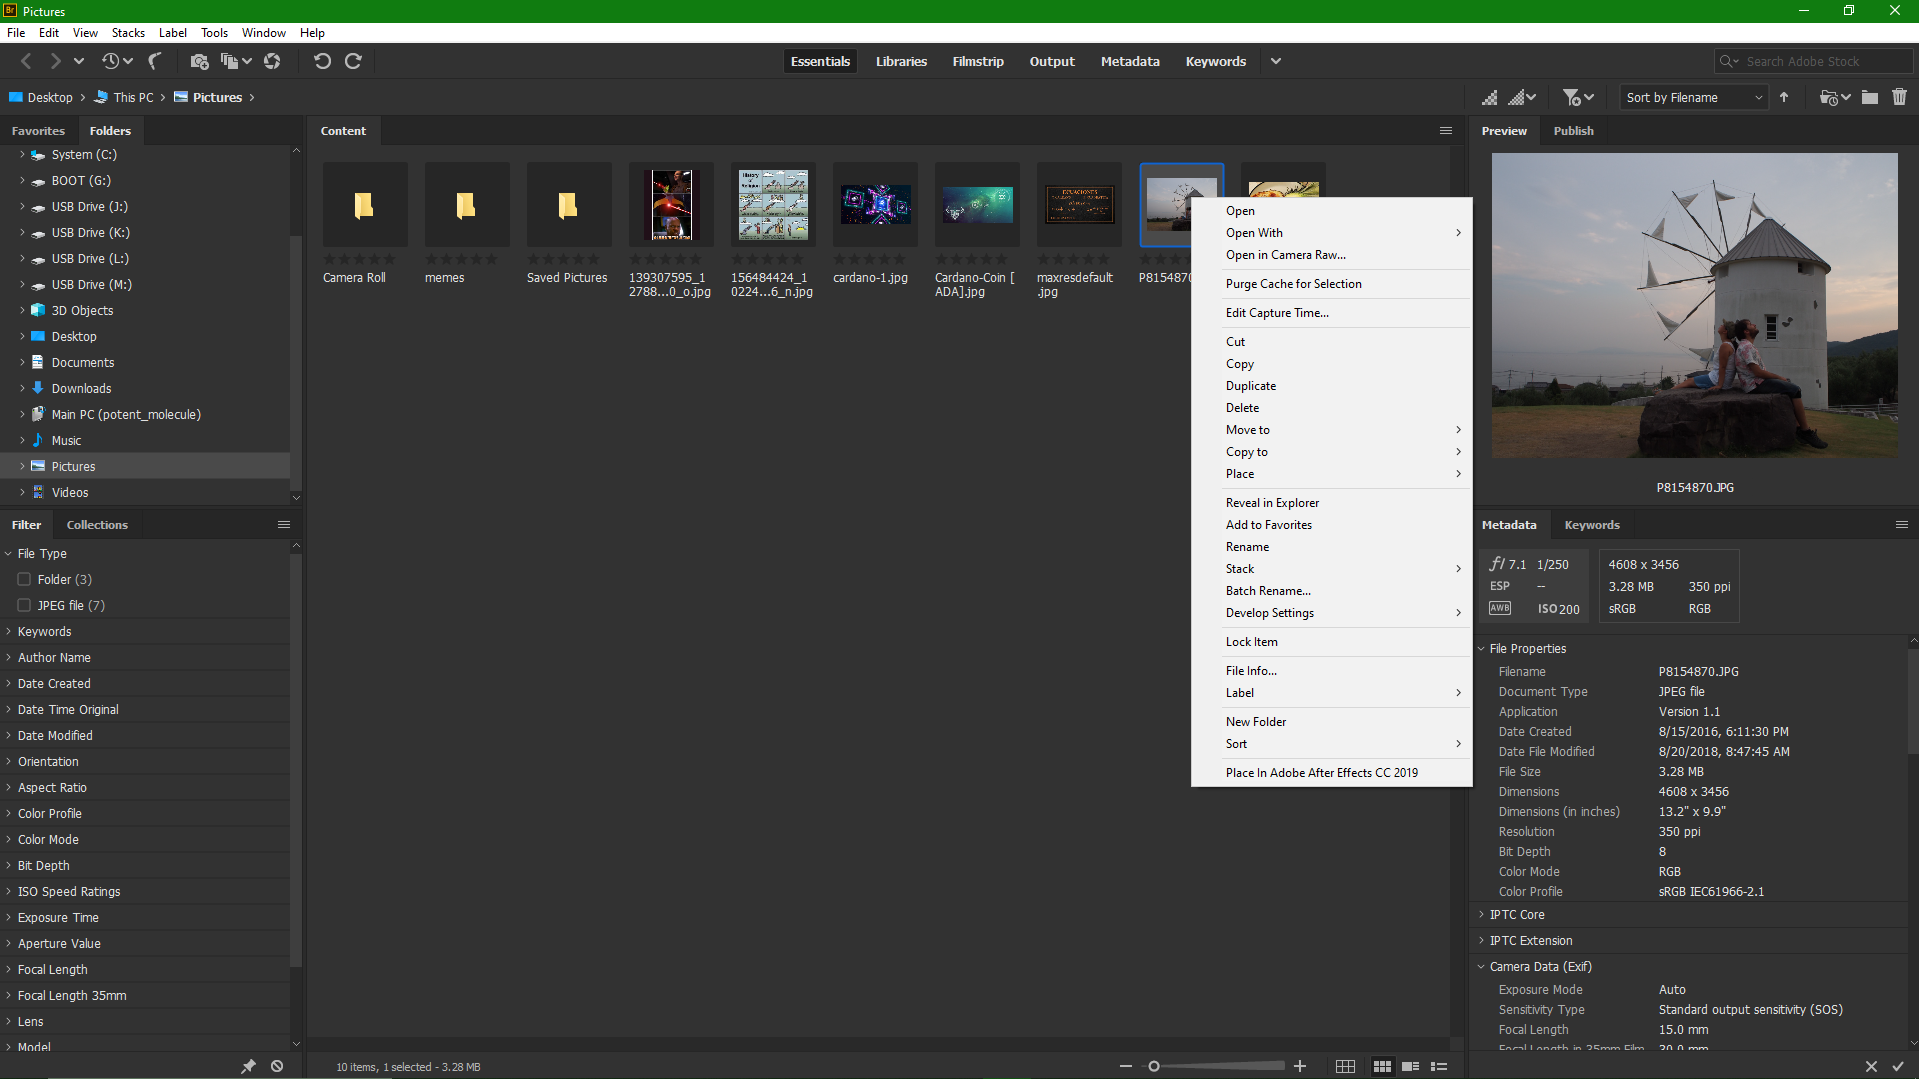 Br Pictures
File Edit View Stacks Label Tools Window Help
Essentials Libraries Filmstrip Output Metadata Keywords
Search Adobe Stock
Desktop This PC Pictures
Sort by Filename
Favorites Folders
System (C:)
BOOT (G:)
USB Drive (J:)
USB Drive (K:)
USB Drive (L:)
USB Drive (M:)
3D Objects
Desktop
Documents
Downloads
Main PC (potent_molecule)
Music
Pictures
Videos
Filter Collections
File Type
Folder (3)
JPEG file (7)
Keywords
Author Name
Date Created
Date Time Original
Date Modified
Orientation
Aspect Ratio
Color Profile
Color Mode
Bit Depth
ISO Speed Ratings
Exposure Time
Aperture Value
Focal Length
Focal Length 35mm
Lens
Model
Content
History of Religion
ECUACIONES
Camera Roll
memes
Saved Pictures
139307595_1
2788...0_o.jpg
156484424_1
0224...6_n.jpg
cardano-1.jpg
Cardano-Coin [
ADA].jpg
maxresdefault
.jpg
P8154870
Open
Open With
Open in Camera Raw...
Purge Cache for Selection
Edit Capture Time...
Cut
Copy
Duplicate
Delete
Move to
Copy to
Place
Reveal in Explorer
Add to Favorites
Rename
Stack
Batch Rename...
Develop Settings
Lock Item
File Info...
Label
New Folder
Sort
Place In Adobe After Effects CC 2019
10 items, 1 selected - 3.28 MB
Preview Publish
P8154870.JPG
Metadata Keywords
f/ 7.1 1/250
ESP --
AWB ISO 200
4608 x 3456
3.28 MB 350 ppi
sRGB RGB
File Properties
Filename P8154870.JPG
Document Type JPEG file
Application Version 1.1
Date Created 8/15/2016, 6:11:30 PM
Date File Modified 8/20/2018, 8:47:45 AM
File Size 3.28 MB
Dimensions 4608 x 3456
Dimensions (in inches) 13.2" x 9.9"
Resolution 350 ppi
Bit Depth 8
Color Mode RGB
Color Profile sRGB IEC61966-2.1
IPTC Core
IPTC Extension
Camera Data (Exif)
Exposure Mode Auto
Sensitivity Type Standard output sensitivity (SOS)
Focal Length 15.0 mm
Focal Length in 35mm Film 30.0 mm